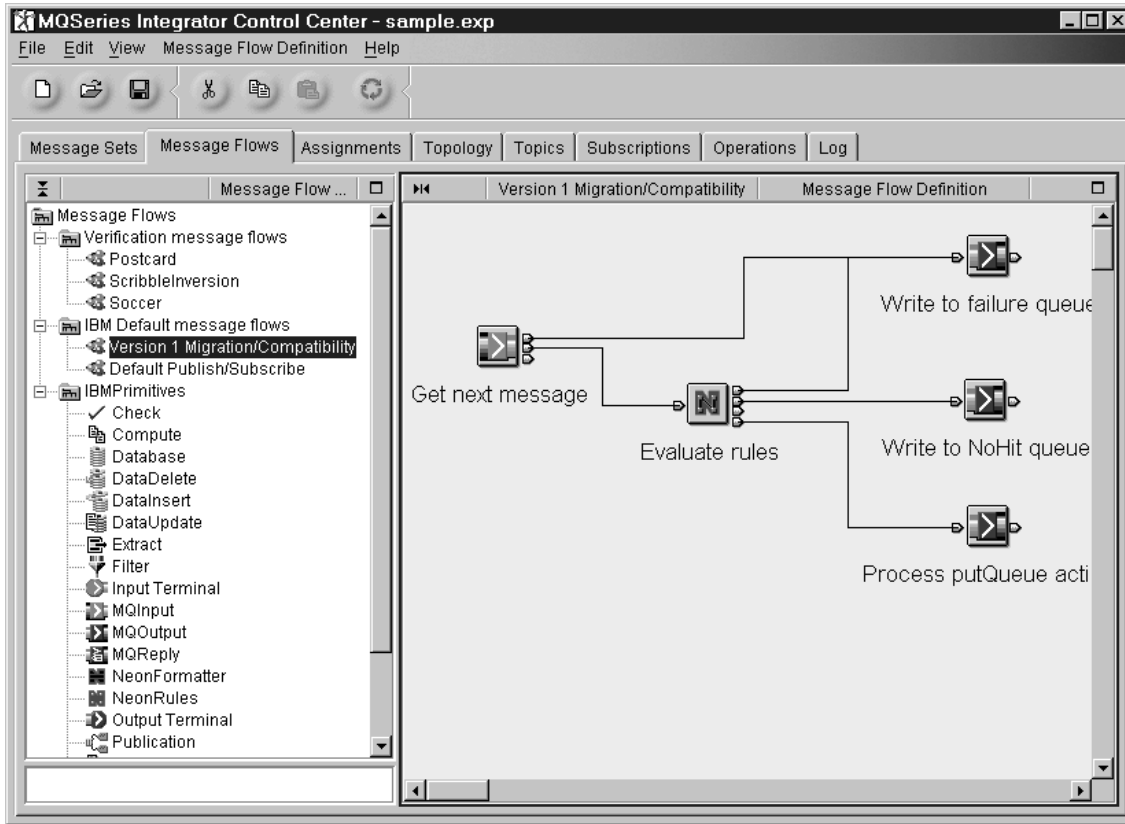 MQSeries Integrator Control Center - sample.exp
File Edit View Message Flow Definition Help
Message Sets Message Flows Assignments Topology Topics Subscriptions Operations Log
Message Flow ...
Version 1 Migration/Compatibility Message Flow Definition
Message Flows
Verification message flows
Postcard
ScribbleInversion
Soccer
IBM Default message flows
Version 1 Migration/Compatibility
Default Publish/Subscribe
IBMPrimitives
Check
Compute
Database
DataDelete
DataInsert
DataUpdate
Extract
Filter
Input Terminal
MQInput
MQOutput
MQReply
NeonFormatter
NeonRules
Output Terminal
Publication
Write to failure queue
Get next message
Evaluate rules
Write to NoHit queue
Process putQueue acti